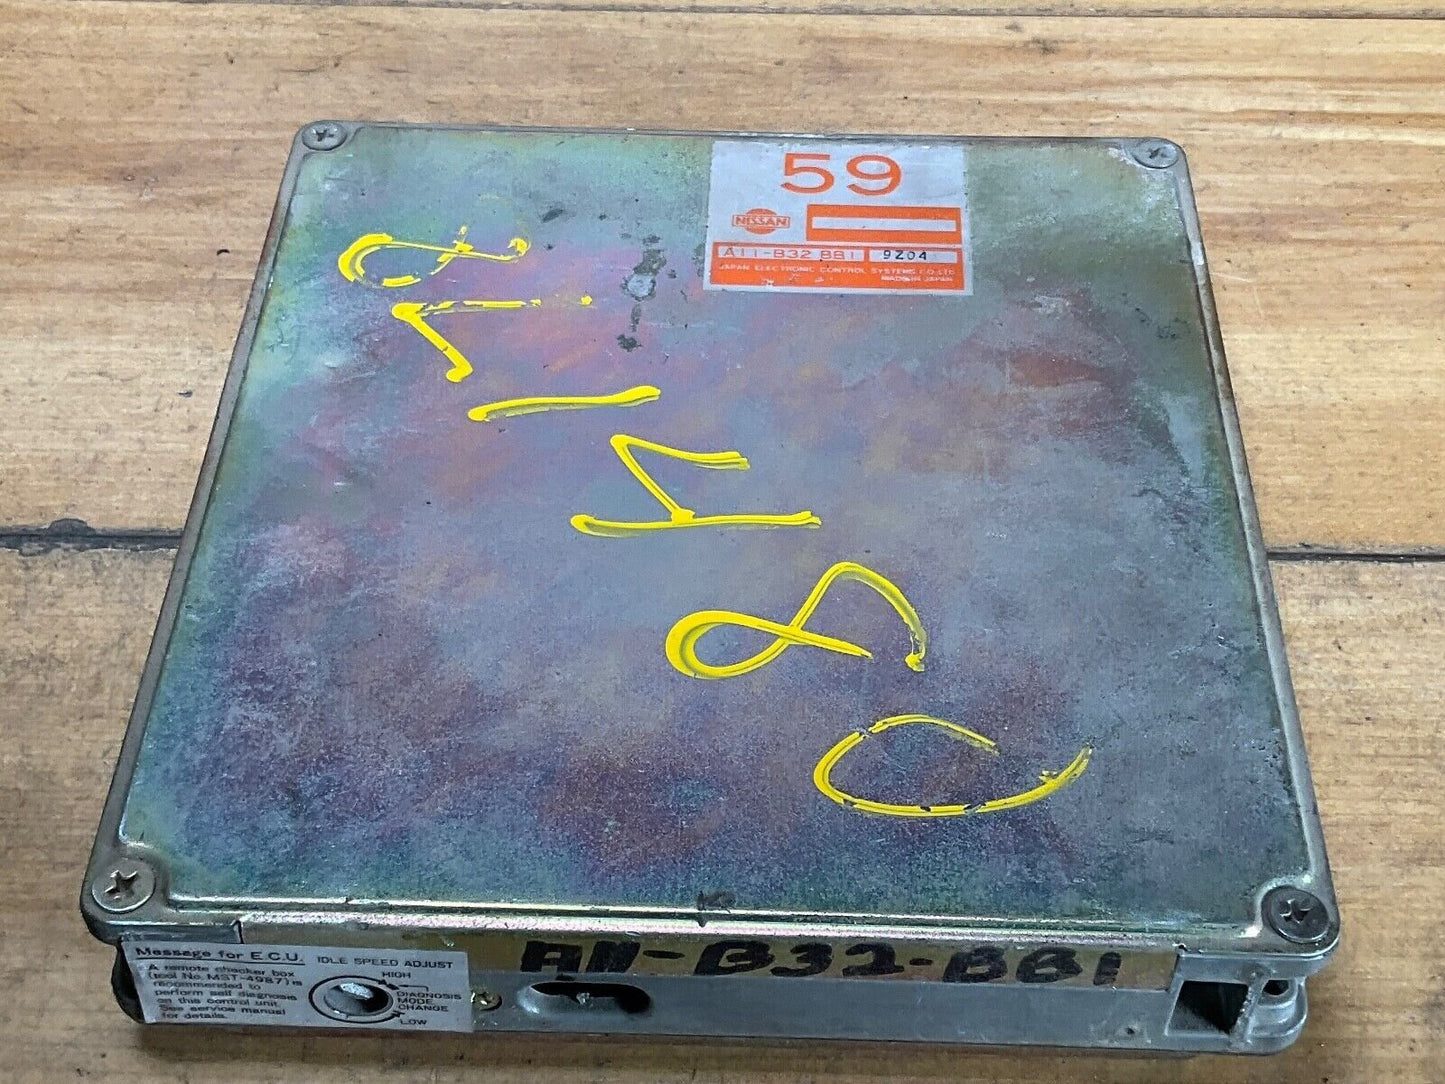 59
NISSAN
A11-B32 BB1 9Z04
JAPAN ELECTRONIC CONTROL SYSTEMS CO.LTD.
MADE IN JAPAN
A11-B32-BB1
Message for E.C.U.
A remote checker box
(tool No. MST-4987) is
recommended to
perform self diagnosis
on this control unit.
See service manual
for details.
IDLE SPEED ADJUST
HIGH
DIAGNOSIS
MODE
CHANGE
LOW